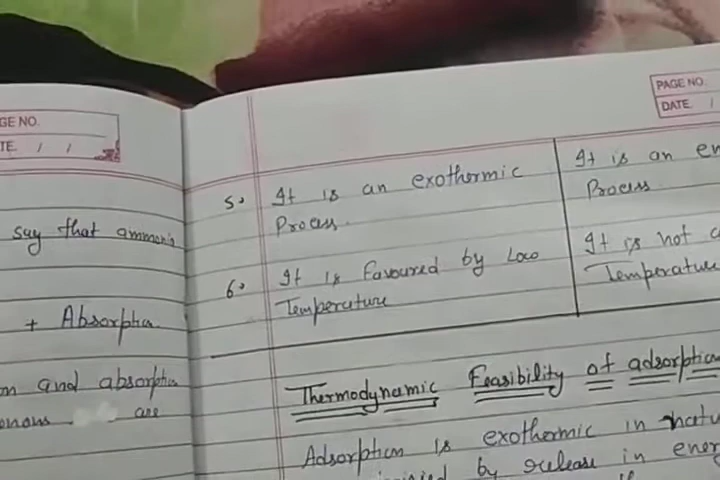 GE NO.
TE / /
say that ammonia
+ Absorption
and absorption
are
PAGE NO.
DATE /
5. It is an exothermic
Process.
It is an en
Process.
6. It is Favoured by Low
Temperature
It is not
Temperature
Thermodynamic Feasibility of adsorption
Adsorption is exothermic in natu
by release in energ